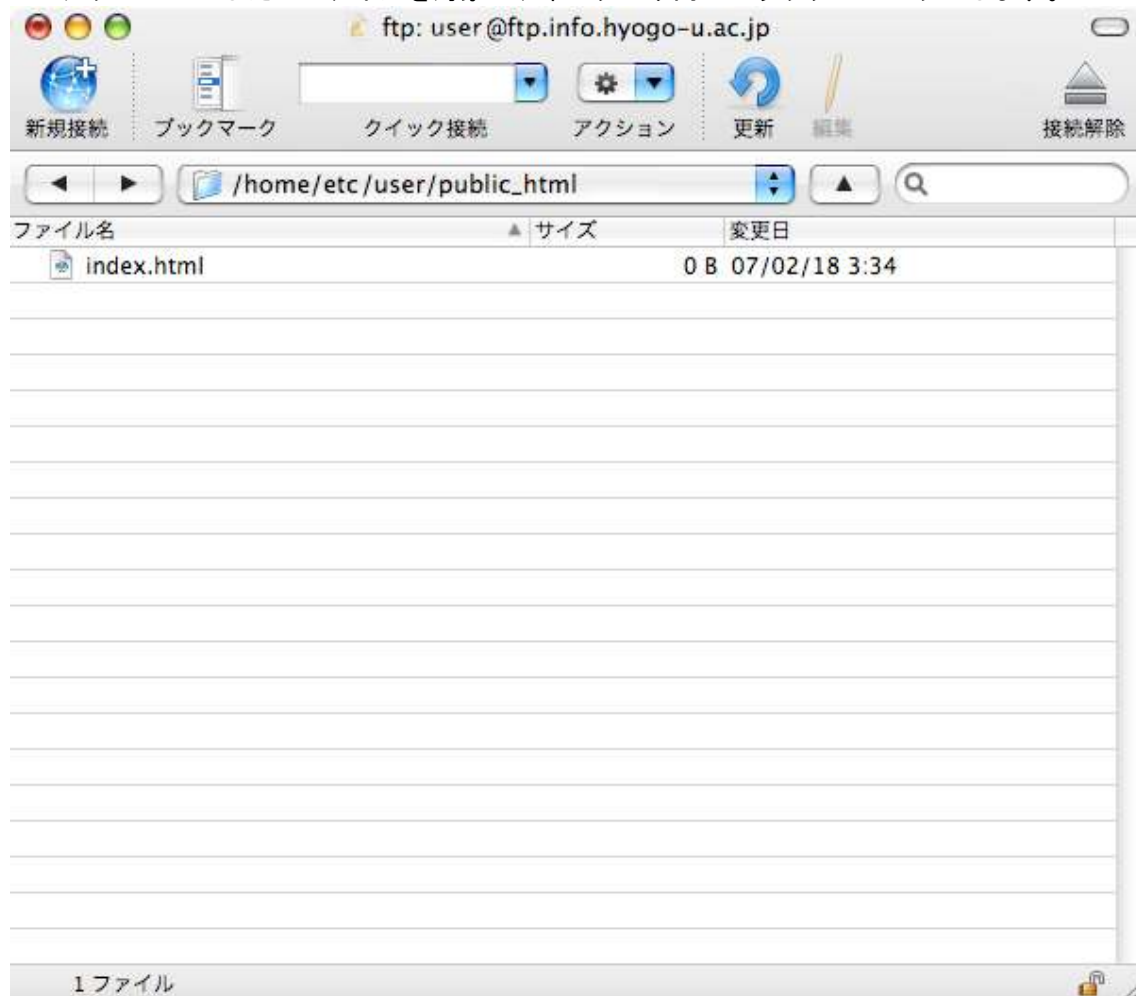 ftp: user@ftp.info.hyogo-u.ac.jp
新規接続 ブックマーク クイック接続 アクション 更新 編集 接続解除
/home/etc/user/public_html
ファイル名 サイズ 変更日
index.html 0 B 07/02/18 3:34
1 ファイル